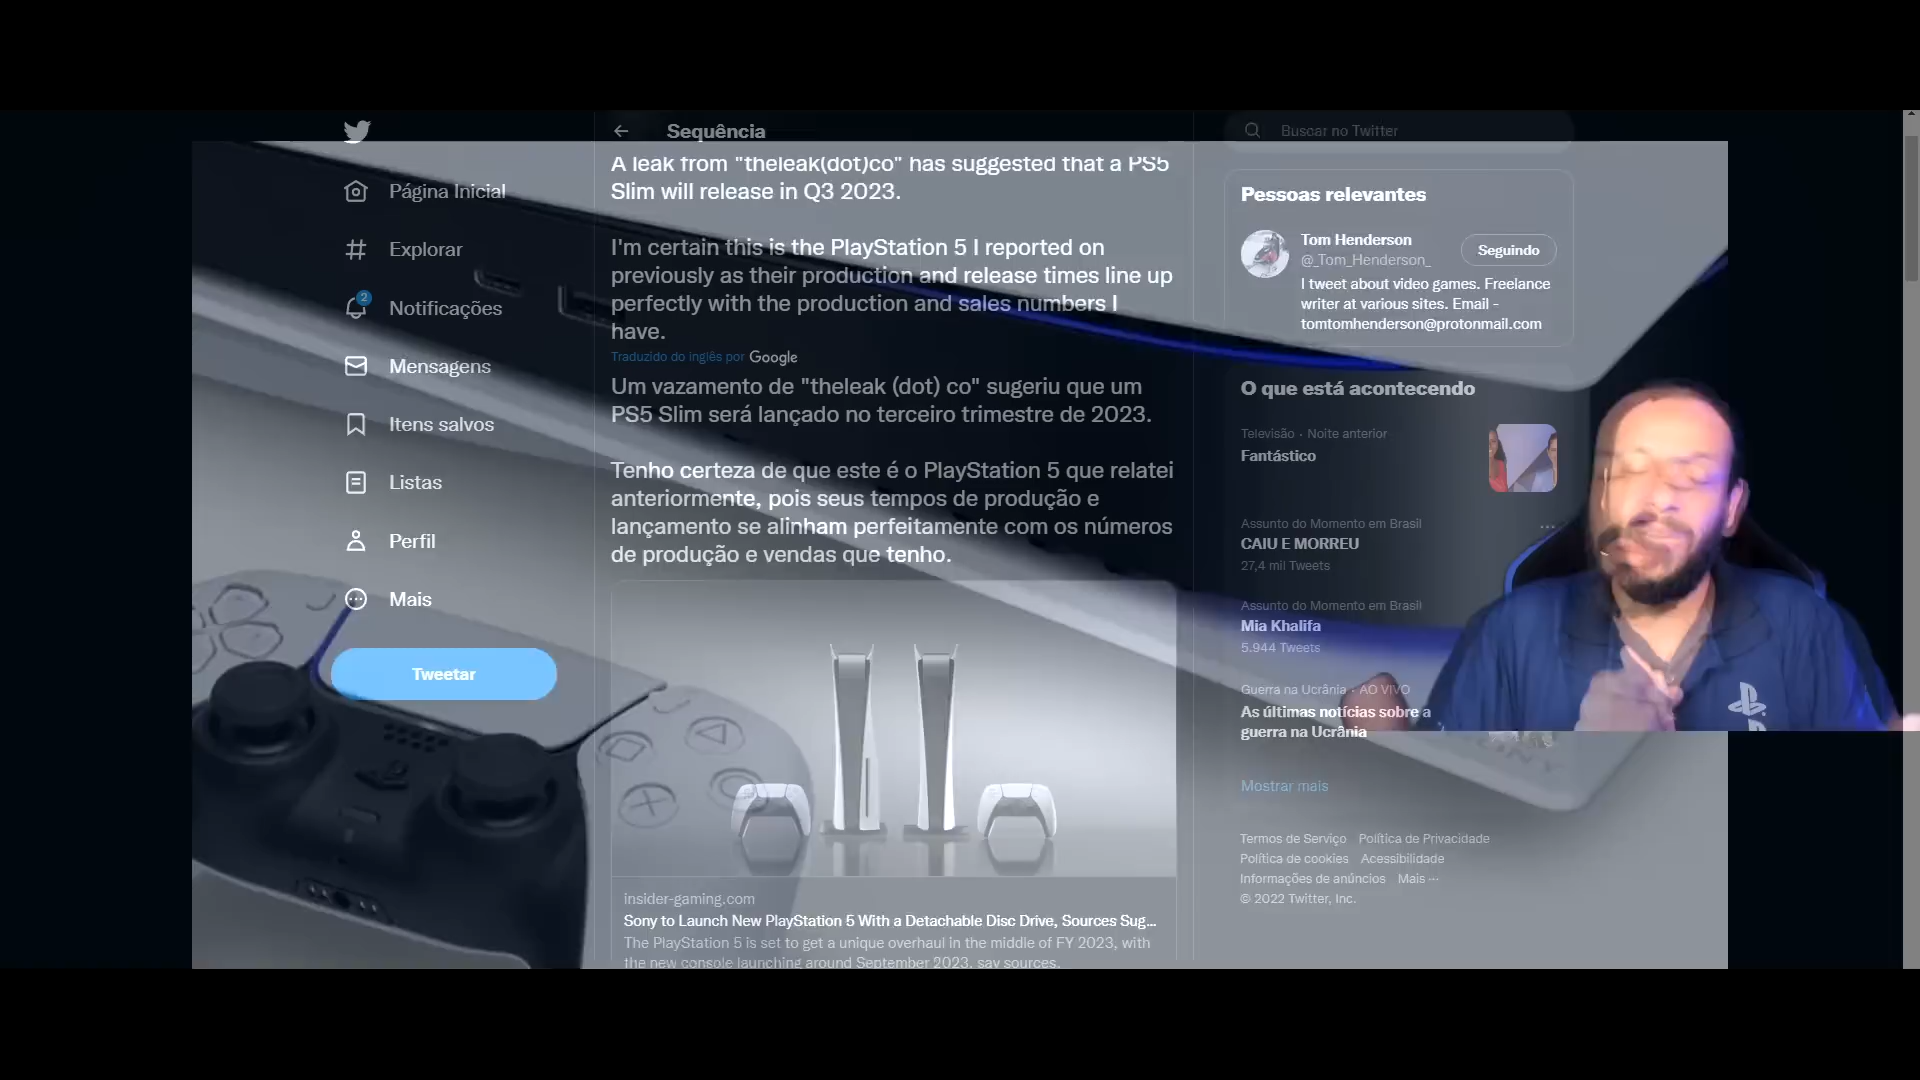 Sequência
Buscar no Twitter
Página Inicial
Explorar
2
Notificações
Mensagens
Itens salvos
Listas
Perfil
Mais
Tweetar
A leak from "theleak(dot)co" has suggested that a PS5
Slim will release in Q3 2023.
I'm certain this is the PlayStation 5 I reported on
previously as their production and release times line up
perfectly with the production and sales numbers I
have.
Traduzido do inglês por Google
Um vazamento de "theleak (dot) co" sugeriu que um
PS5 Slim será lançado no terceiro trimestre de 2023.
Tenho certeza de que este é o PlayStation 5 que relatei
anteriormente, pois seus tempos de produção e
lançamento se alinham perfeitamente com os números
de produção e vendas que tenho.
insider-gaming.com
Sony to Launch New PlayStation 5 With a Detachable Disc Drive, Sources Sug...
The PlayStation 5 is set to get a unique overhaul in the middle of FY 2023, with
the new console launching around September 2023, say sources.
Pessoas relevantes
Tom Henderson
@_Tom_Henderson_
Seguindo
I tweet about video games. Freelance
writer at various sites. Email -
tomtomhenderson@protonmail.com
O que está acontecendo
Televisão · Noite anterior
Fantástico
Assunto do Momento em Brasil
CAIU E MORREU
27,4 mil Tweets
Assunto do Momento em Brasil
Mia Khalifa
5.944 Tweets
Guerra na Ucrânia · AO VIVO
As últimas notícias sobre a
guerra na Ucrânia
SONY
Mostrar mais
Termos de Serviço Política de Privacidade
Política de cookies Acessibilidade
Informações de anúncios Mais ...
© 2022 Twitter, Inc.